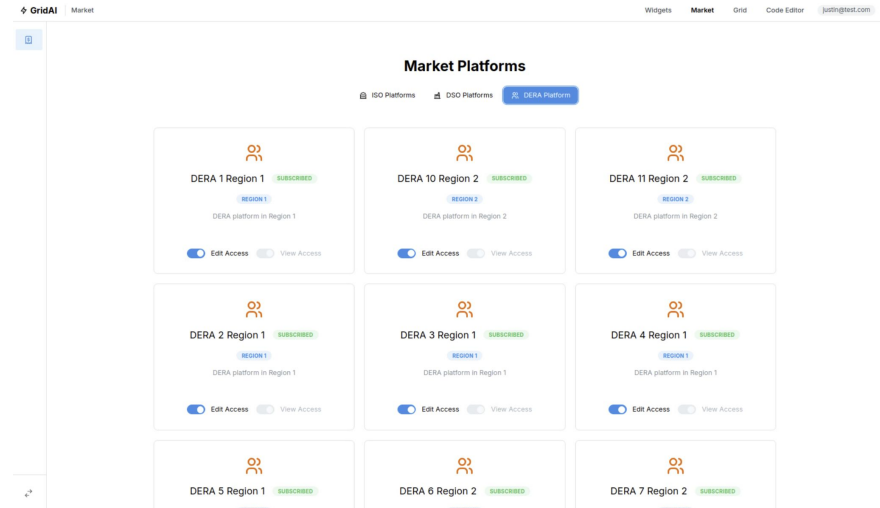 GridAI Market Widgets Market Grid Code Editor justin@test.com
Market Platforms
ISO Platforms DSO Platforms DERA Platform
DERA 1 Region 1 SUBSCRIBED
REGION 1
DERA platform in Region 1
Edit Access View Access
DERA 10 Region 2 SUBSCRIBED
REGION 2
DERA platform in Region 2
Edit Access View Access
DERA 11 Region 2 SUBSCRIBED
REGION 2
DERA platform in Region 2
Edit Access View Access
DERA 2 Region 1 SUBSCRIBED
REGION 1
DERA platform in Region 1
Edit Access View Access
DERA 3 Region 1 SUBSCRIBED
REGION 1
DERA platform in Region 1
Edit Access View Access
DERA 4 Region 1 SUBSCRIBED
REGION 1
DERA platform in Region 1
Edit Access View Access
DERA 5 Region 1 SUBSCRIBED
DERA 6 Region 2 SUBSCRIBED
DERA 7 Region 2 SUBSCRIBED